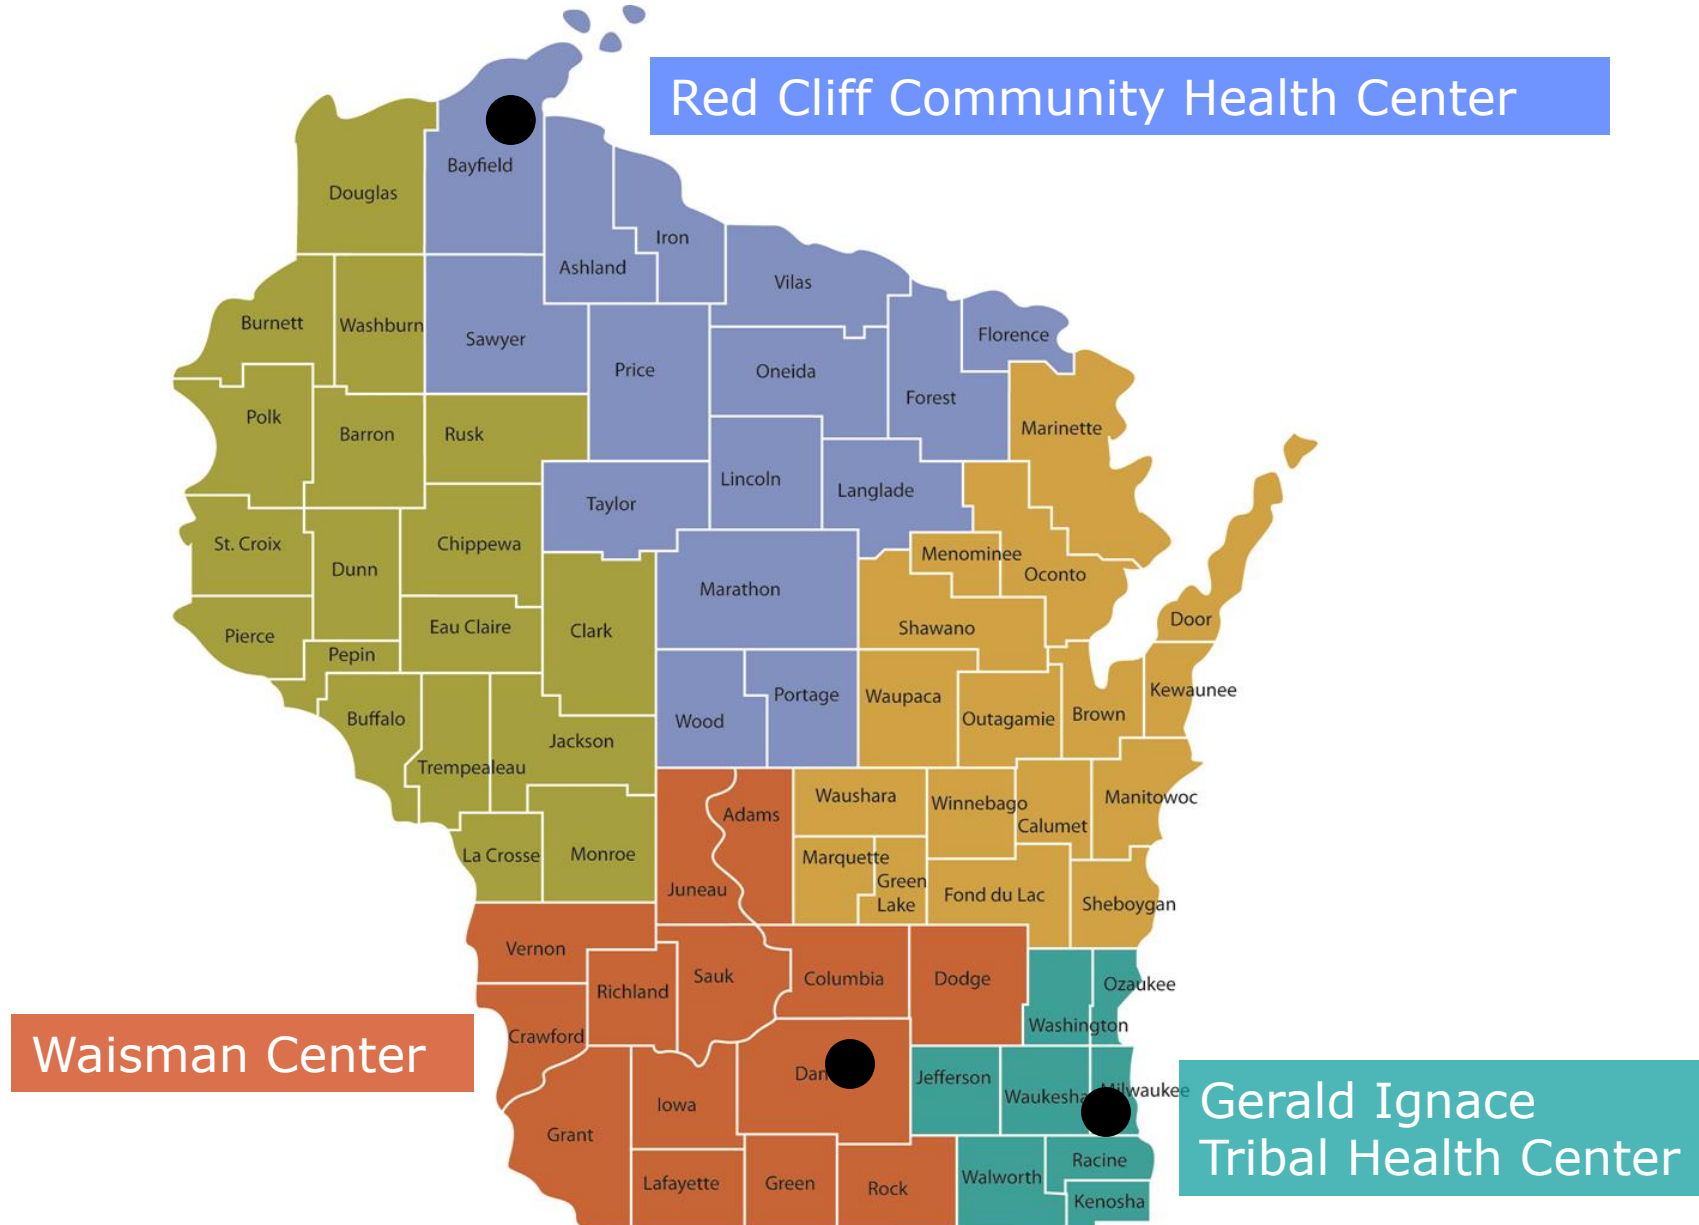 Red Cliff Community Health Center
Bayfield
Douglas
Iron
Ashland
Vilas
Burnett
Washburn
Sawyer
Florence
Price
Oneida
Forest
Polk
Barron
Rusk
Marinette
Lincoln
Langlade
Taylor
St. Croix
Chippewa
Menominee
Dunn
Oconto
Marathon
Pierce
Eau Claire
Clark
Shawano
Door
Pepin
Buffalo
Wood
Portage
Waupaca
Outagamie
Brown
Kewaunee
Jackson
Trempealeau
Adams
Waushara
Winnebago
Manitowoc
Calumet
La Crosse
Monroe
Juneau
Marquette
Green
Lake
Fond du Lac
Sheboygan
Vernon
Richland
Sauk
Columbia
Dodge
Ozaukee
Washington
Crawford
Waisman Center
Jefferson
Waukesha
Milwaukee
Gerald Ignace
Tribal Health Center
Iowa
Grant
Lafayette
Green
Rock
Walworth
Racine
Kenosha